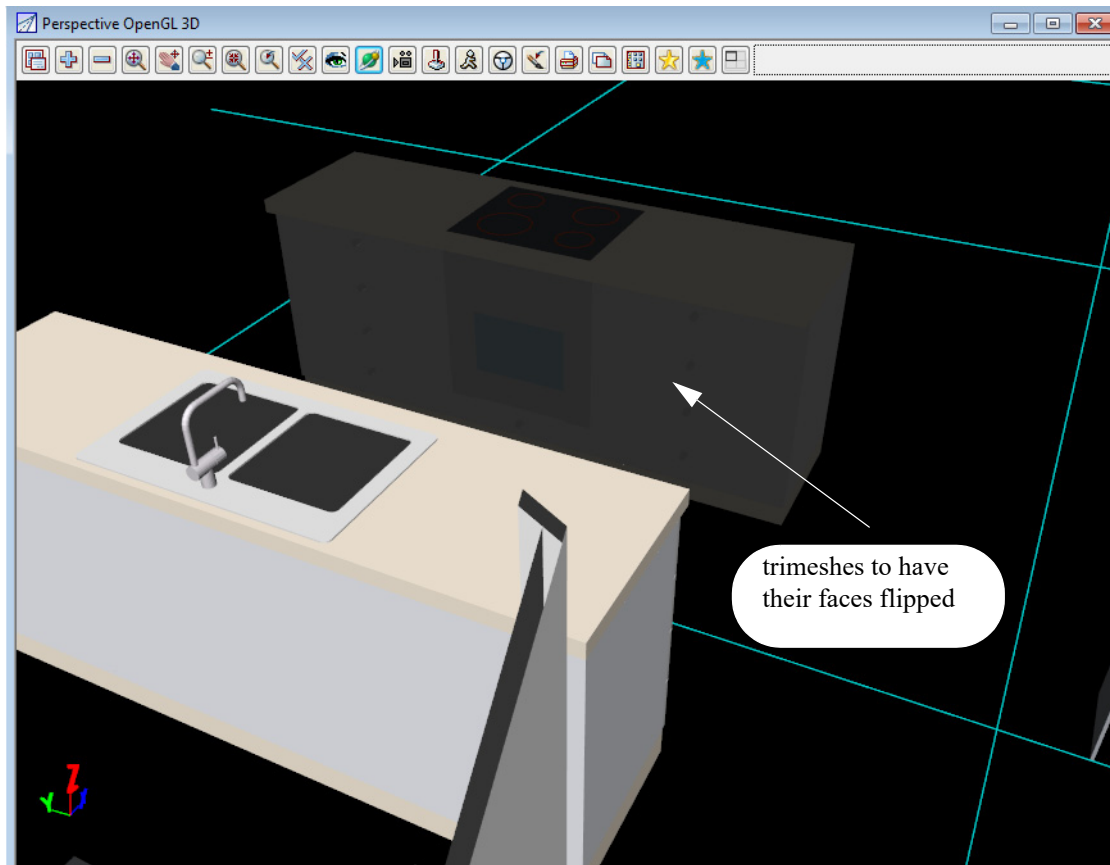 Perspective OpenGL 3D
trimeshes to have
their faces flipped
Z
Y